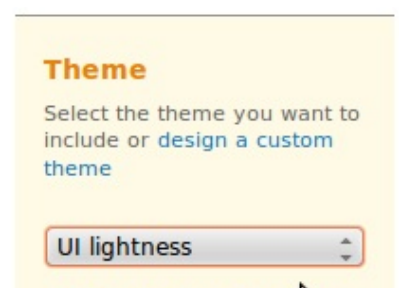 Theme
Select the theme you want to
include or design a custom
theme
UI lightness